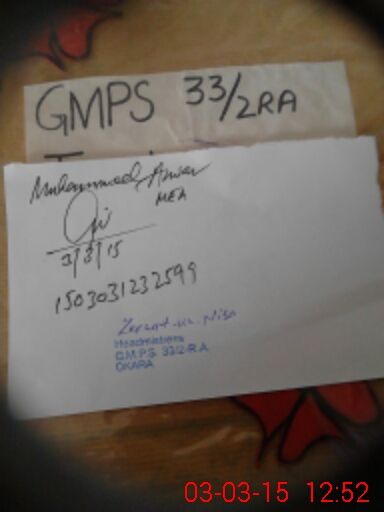 GMPS 33/2RA
Muhammad Anwar
MEA
3/3/15
1503031232599
Zeenat-un-Nisa
Headmistress
G.M.P.S. 33/2-R.A
OKARA
03-03-15 12:52